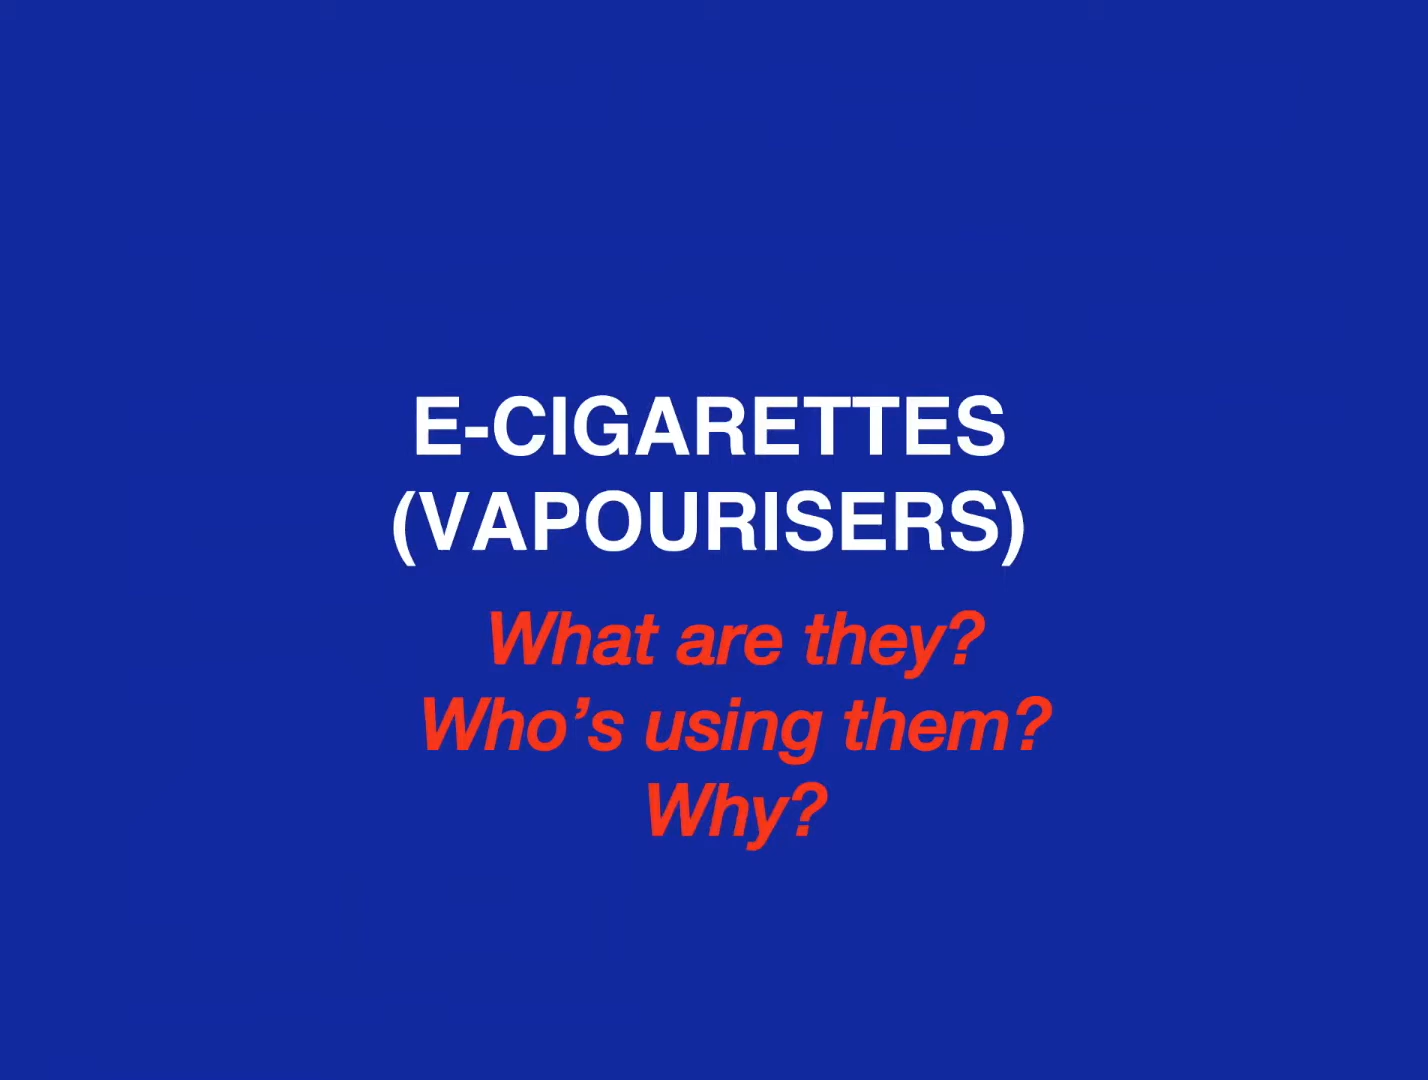 E-CIGARETTES
(VAPOURISERS)
What are they?
Who’s using them?
Why?